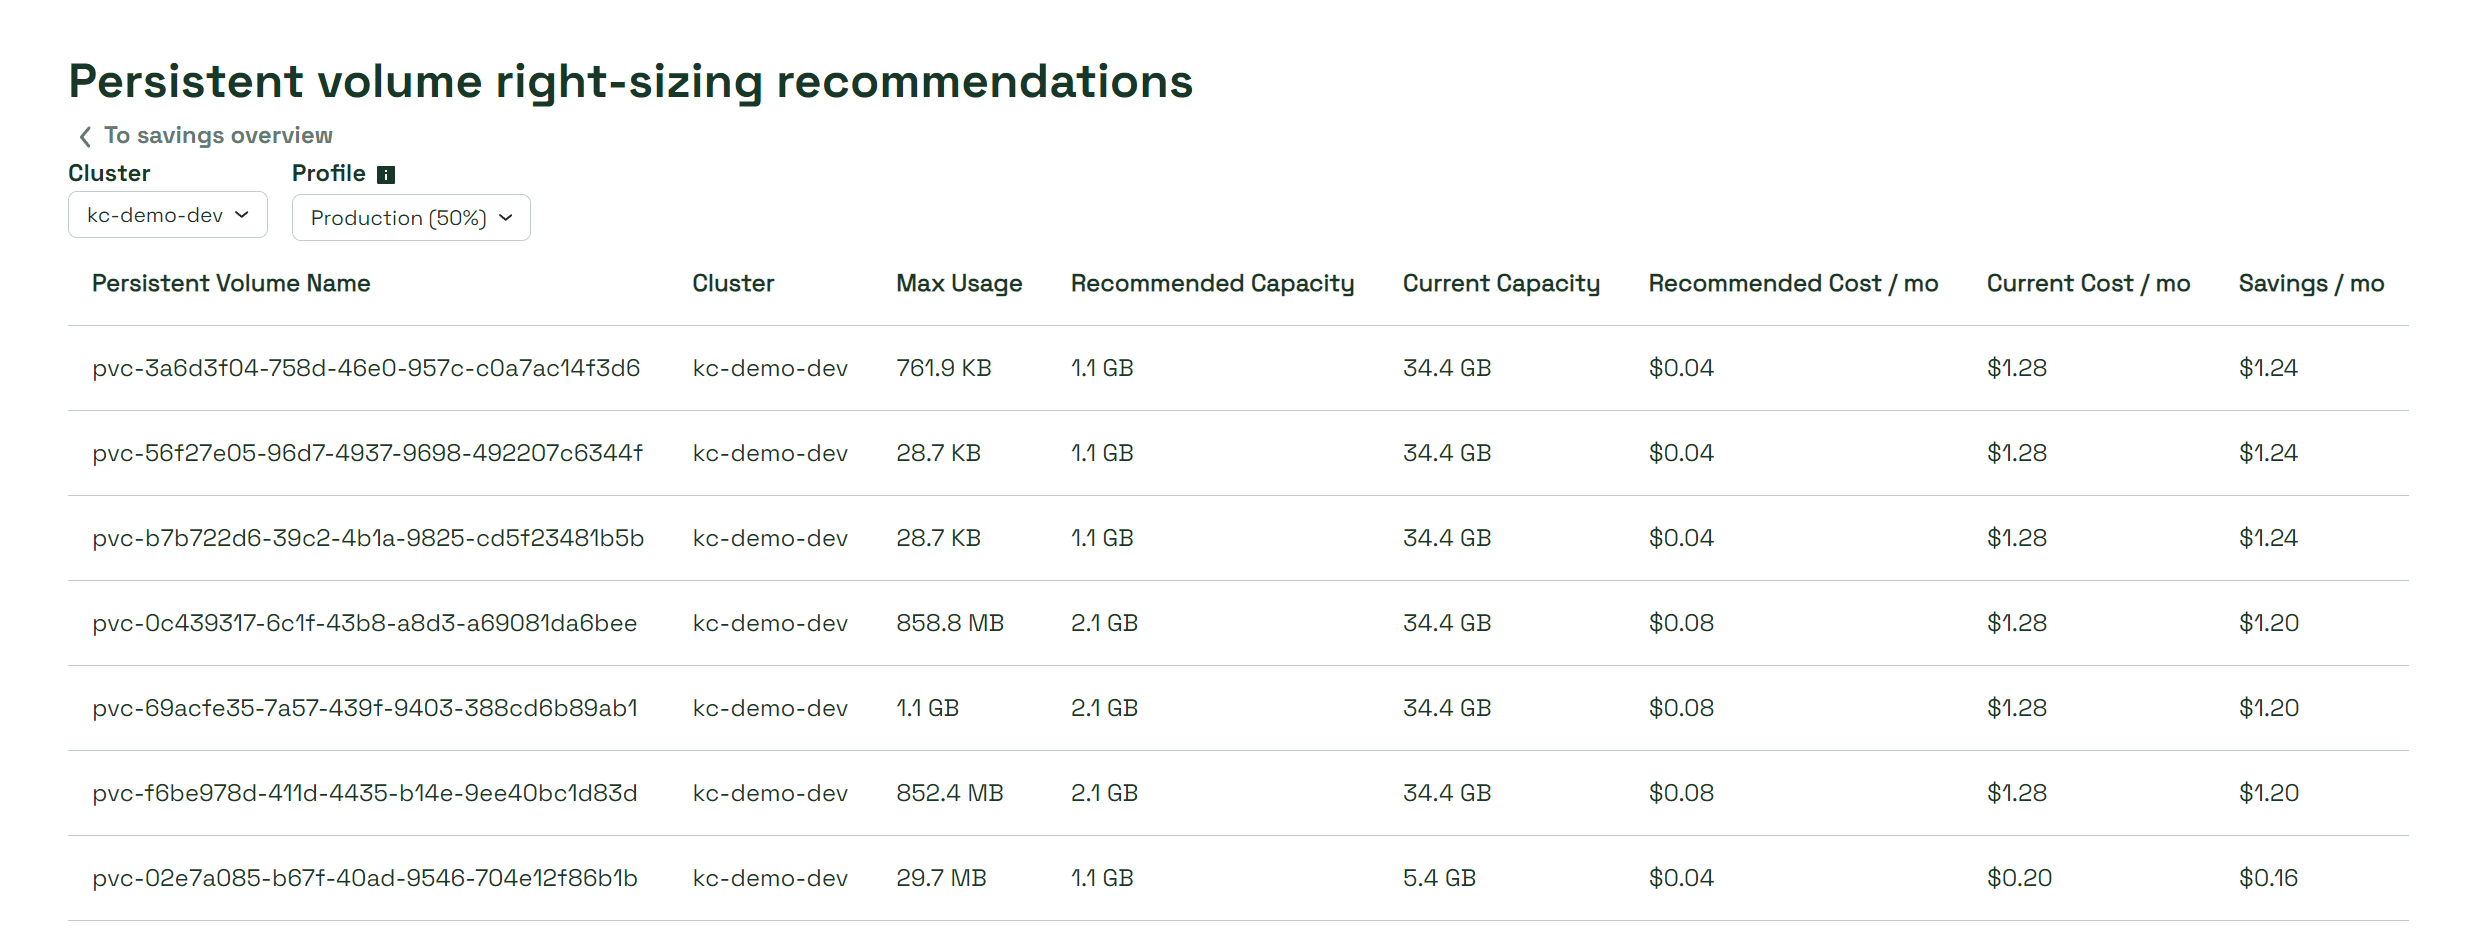 Persistent volume right-sizing recommendations
To savings overview
Cluster Profile i
kc-demo-dev Production (50%)
Persistent Volume Name Cluster Max Usage Recommended Capacity Current Capacity Recommended Cost / mo Current Cost / mo Savings / mo
pvc-3a6d3f04-758d-46e0-957c-c0a7ac14f3d6 kc-demo-dev 761.9 KB 1.1 GB 34.4 GB $0.04 $1.28 $1.24
pvc-56f27e05-96d7-4937-9698-492207c6344f kc-demo-dev 28.7 KB 1.1 GB 34.4 GB $0.04 $1.28 $1.24
pvc-b7b722d6-39c2-4b1a-9825-cd5f23481b5b kc-demo-dev 28.7 KB 1.1 GB 34.4 GB $0.04 $1.28 $1.24
pvc-0c439317-6c1f-43b8-a8d3-a69081da6bee kc-demo-dev 858.8 MB 2.1 GB 34.4 GB $0.08 $1.28 $1.20
pvc-69acfe35-7a57-439f-9403-388cd6b89ab1 kc-demo-dev 1.1 GB 2.1 GB 34.4 GB $0.08 $1.28 $1.20
pvc-f6be978d-411d-4435-b14e-9ee40bc1d83d kc-demo-dev 852.4 MB 2.1 GB 34.4 GB $0.08 $1.28 $1.20
pvc-02e7a085-b67f-40ad-9546-704e12f86b1b kc-demo-dev 29.7 MB 1.1 GB 5.4 GB $0.04 $0.20 $0.16